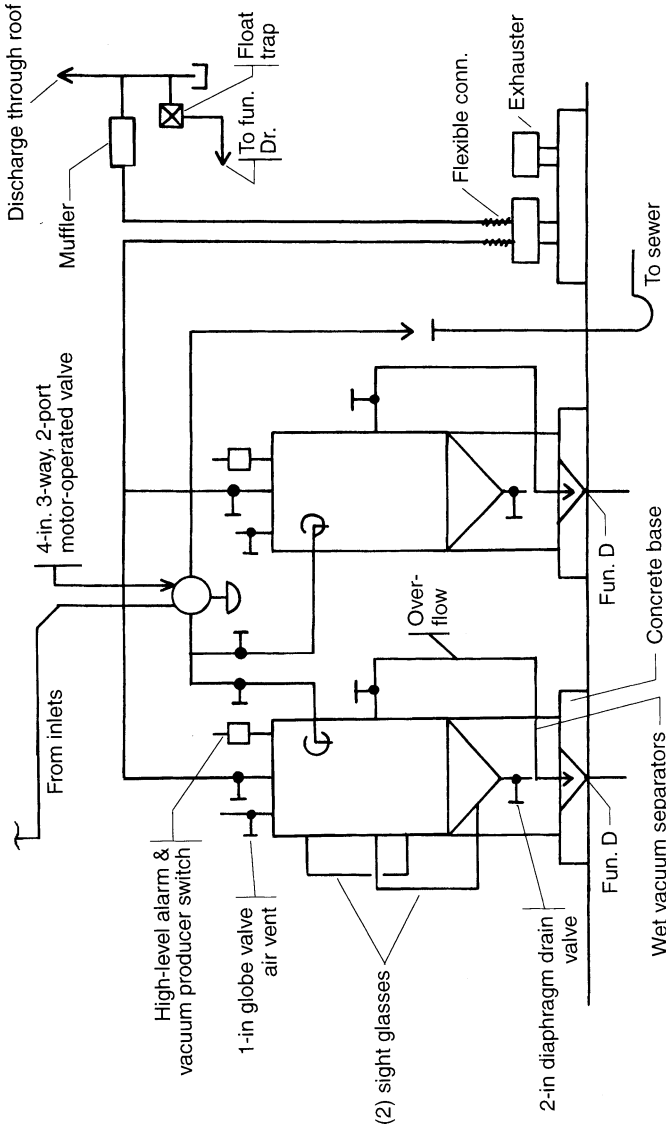 Discharge through roof
Muffler
Float
trap
To fun.
Dr.
Flexible conn.
Exhauster
To sewer
4-in. 3-way, 2-port
motor-operated valve
From inlets
High-level alarm &
vacuum producer switch
1-in globe valve
air vent
(2) sight glasses
2-in diaphragm drain
valve
Over-
flow
Fun. D
Fun. D
Concrete base
Wet vacuum separators